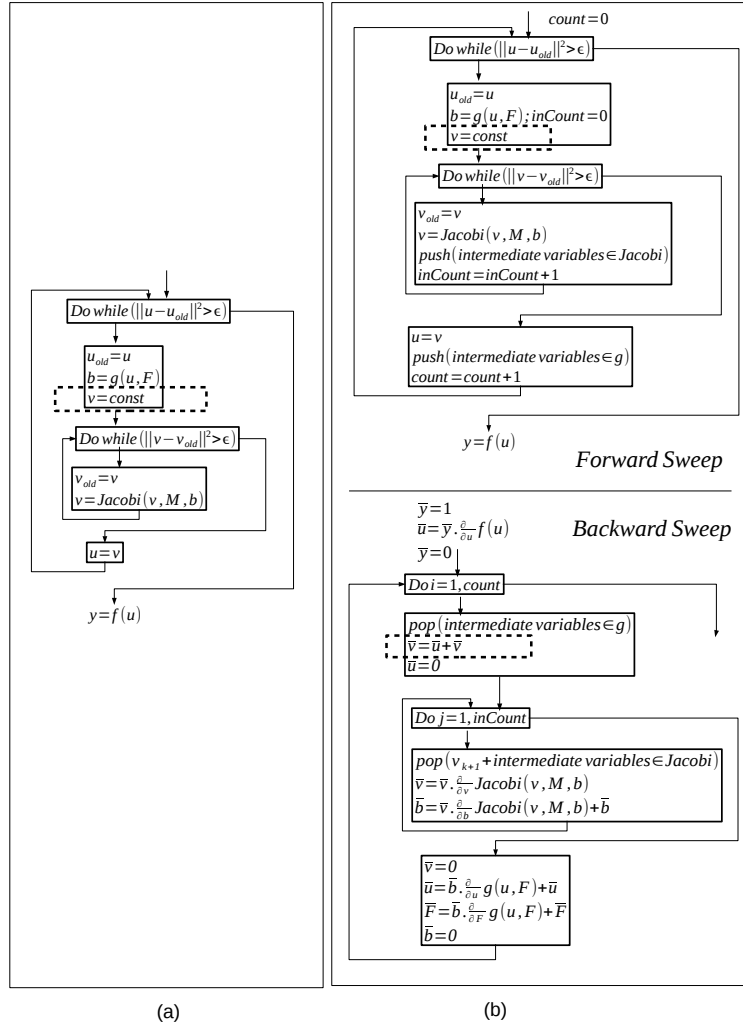 Do while(||u−u_old||²>ϵ)
u_old=u
b=g(u,F)
v=const
Do while(||v−v_old||²>ϵ)
v_old=v
v=Jacobi(v,M,b)
u=v
y=f(u)
(a)
count=0
Do while(||u−u_old||²>ϵ)
u_old=u
b=g(u,F);inCount=0
v=const
Do while(||v−v_old||²>ϵ)
v_old=v
v=Jacobi(v,M,b)
push(intermediate variables∈Jacobi)
inCount=inCount+1
u=v
push(intermediate variables∈g)
count=count+1
y=f(u)
Forward Sweep
y̅=1
u̅=y̅.∂/∂u f(u)
y̅=0
Backward Sweep
Do i=1,count
pop(intermediate variables∈g)
v̅=u̅+v̅
u̅=0
Do j=1,inCount
pop(v_{k+1}+intermediate variables∈Jacobi)
v̅=v̅.∂/∂v Jacobi(v,M,b)
b̅=v̅.∂/∂b Jacobi(v,M,b)+b̅
v̅=0
u̅=b̅.∂/∂u g(u,F)+u̅
F̅=b̅.∂/∂F g(u,F)+F̅
b̅=0
(b)